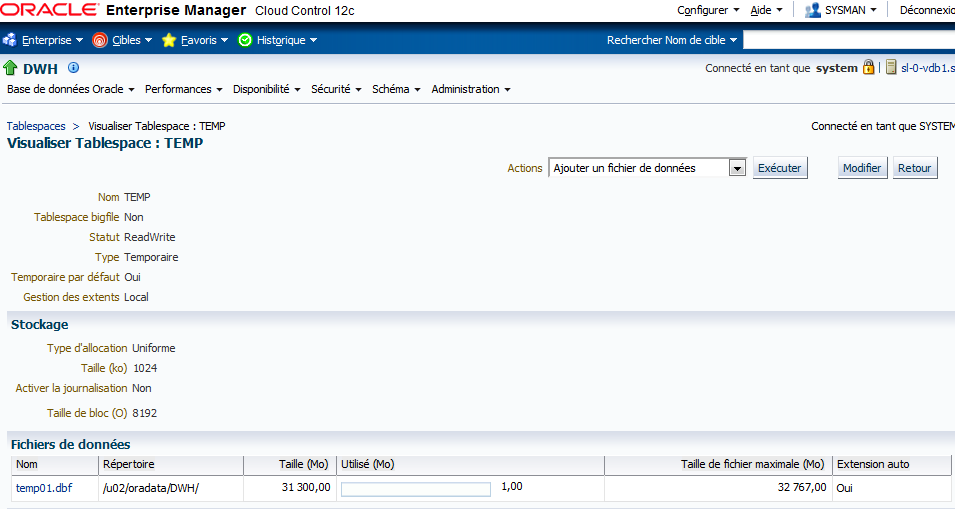 ORACLE Enterprise Manager Cloud Control 12c Configurer Aide SYSMAN Déconnexio
Enterprise Cibles Favoris Historique Rechercher Nom de cible
DWH Connecté en tant que system sl-0-vdb1.s
Base de données Oracle Performances Disponibilité Sécurité Schéma Administration
Tablespaces > Visualiser Tablespace : TEMP Connecté en tant que SYSTEM
Visualiser Tablespace : TEMP
Actions Ajouter un fichier de données Exécuter Modifier Retour
Nom TEMP
Tablespace bigfile Non
Statut ReadWrite
Type Temporaire
Temporaire par défaut Oui
Gestion des extents Local
Stockage
Type d'allocation Uniforme
Taille (ko) 1024
Activer la journalisation Non
Taille de bloc (O) 8192
Fichiers de données
Nom Répertoire Taille (Mo) Utilisé (Mo) Taille de fichier maximale (Mo) Extension auto
temp01.dbf /u02/oradata/DWH/ 31 300,00 1,00 32 767,00 Oui